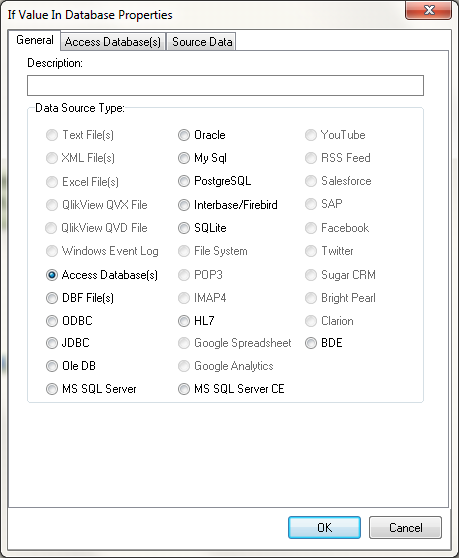 If Value In Database Properties
General Access Database(s) Source Data
Description:
Data Source Type:
Text File(s) Oracle YouTube
XML File(s) My Sql RSS Feed
Excel File(s) PostgreSQL Salesforce
QlikView QVX File Interbase/Firebird SAP
QlikView QVD File SQLite Facebook
Windows Event Log File System Twitter
Access Database(s) POP3 Sugar CRM
DBF File(s) IMAP4 Bright Pearl
ODBC HL7 Clarion
JDBC Google Spreadsheet BDE
Ole DB Google Analytics
MS SQL Server MS SQL Server CE
OK Cancel